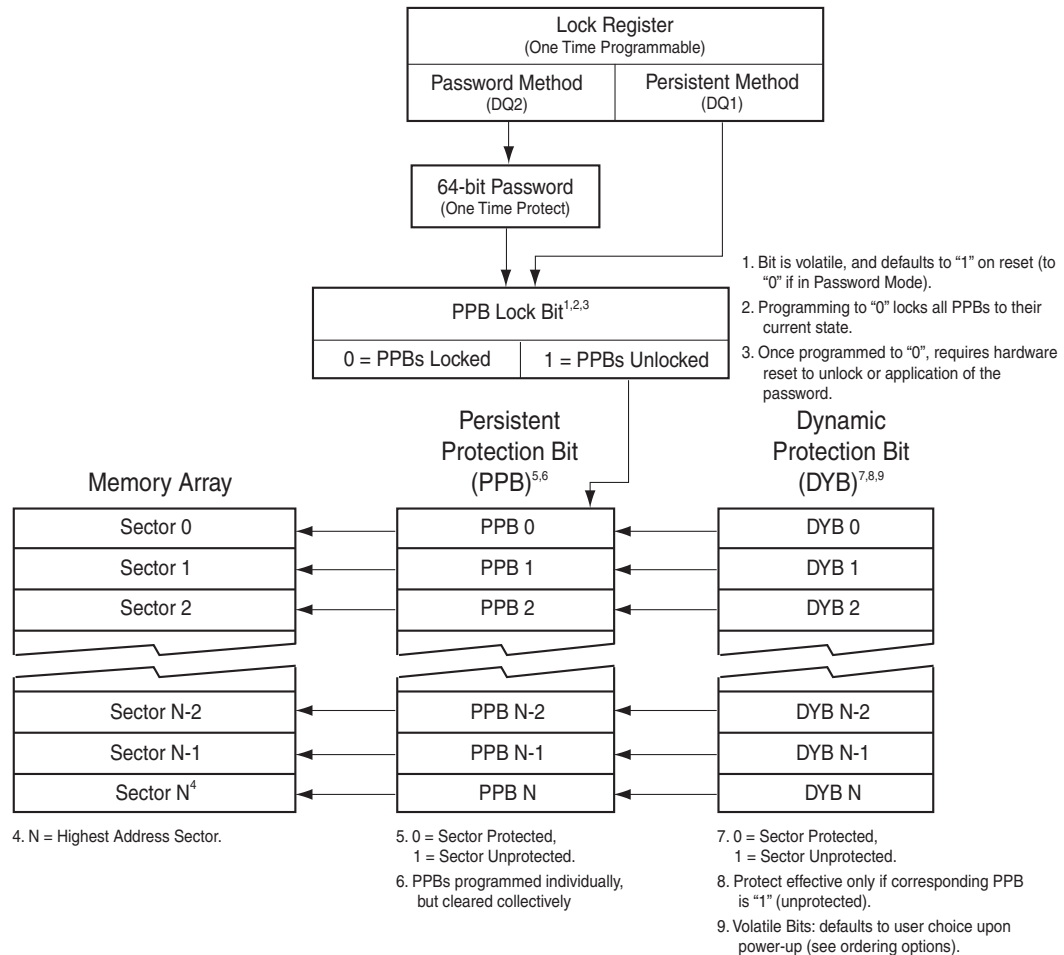 Lock Register
(One Time Programmable)
Password Method
(DQ2)
Persistent Method
(DQ1)
64-bit Password
(One Time Protect)
PPB Lock Bit1,2,3
0 = PPBs Locked
1 = PPBs Unlocked
1. Bit is volatile, and defaults to “1” on reset (to
“0” if in Password Mode).
2. Programming to “0” locks all PPBs to their
current state.
3. Once programmed to “0”, requires hardware
reset to unlock or application of the
password.
Memory Array
Persistent
Protection Bit
(PPB)5,6
Dynamic
Protection Bit
(DYB)7,8,9
Sector 0
PPB 0
DYB 0
Sector 1
PPB 1
DYB 1
Sector 2
PPB 2
DYB 2
Sector N-2
PPB N-2
DYB N-2
Sector N-1
PPB N-1
DYB N-1
Sector N4
PPB N
DYB N
4. N = Highest Address Sector.
5. 0 = Sector Protected,
1 = Sector Unprotected.
6. PPBs programmed individually,
but cleared collectively
7. 0 = Sector Protected,
1 = Sector Unprotected.
8. Protect effective only if corresponding PPB
is “1” (unprotected).
9. Volatile Bits: defaults to user choice upon
power-up (see ordering options).